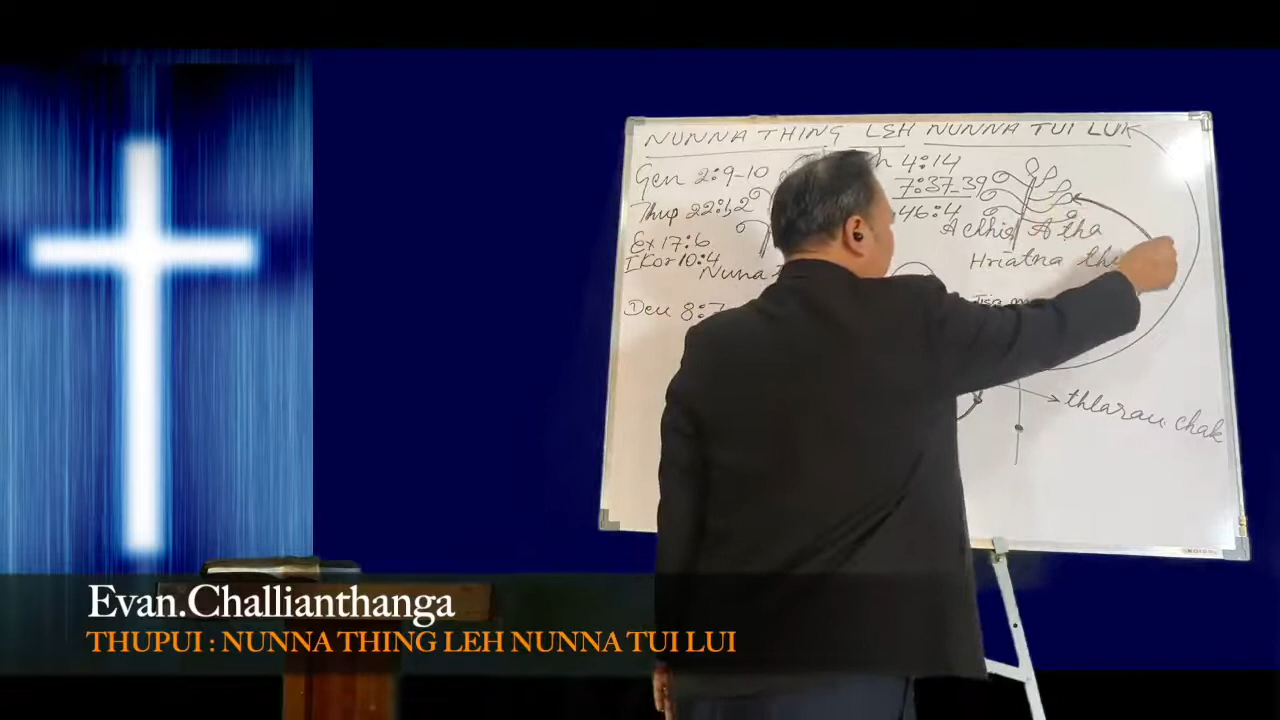 NUNNA THING LEH NUNNA TUI LUI
Gen 2:9-10
Thup 22:1,2
Ex 17:6
I Kor 10:4
Nuna
Deu 8:7
4:14
7:37-39
46:4
A chhia A tha
Hriatna
thlarau chak
Evan.Challianthanga
THUPUI : NUNNA THING LEH NUNNA TUI LUI